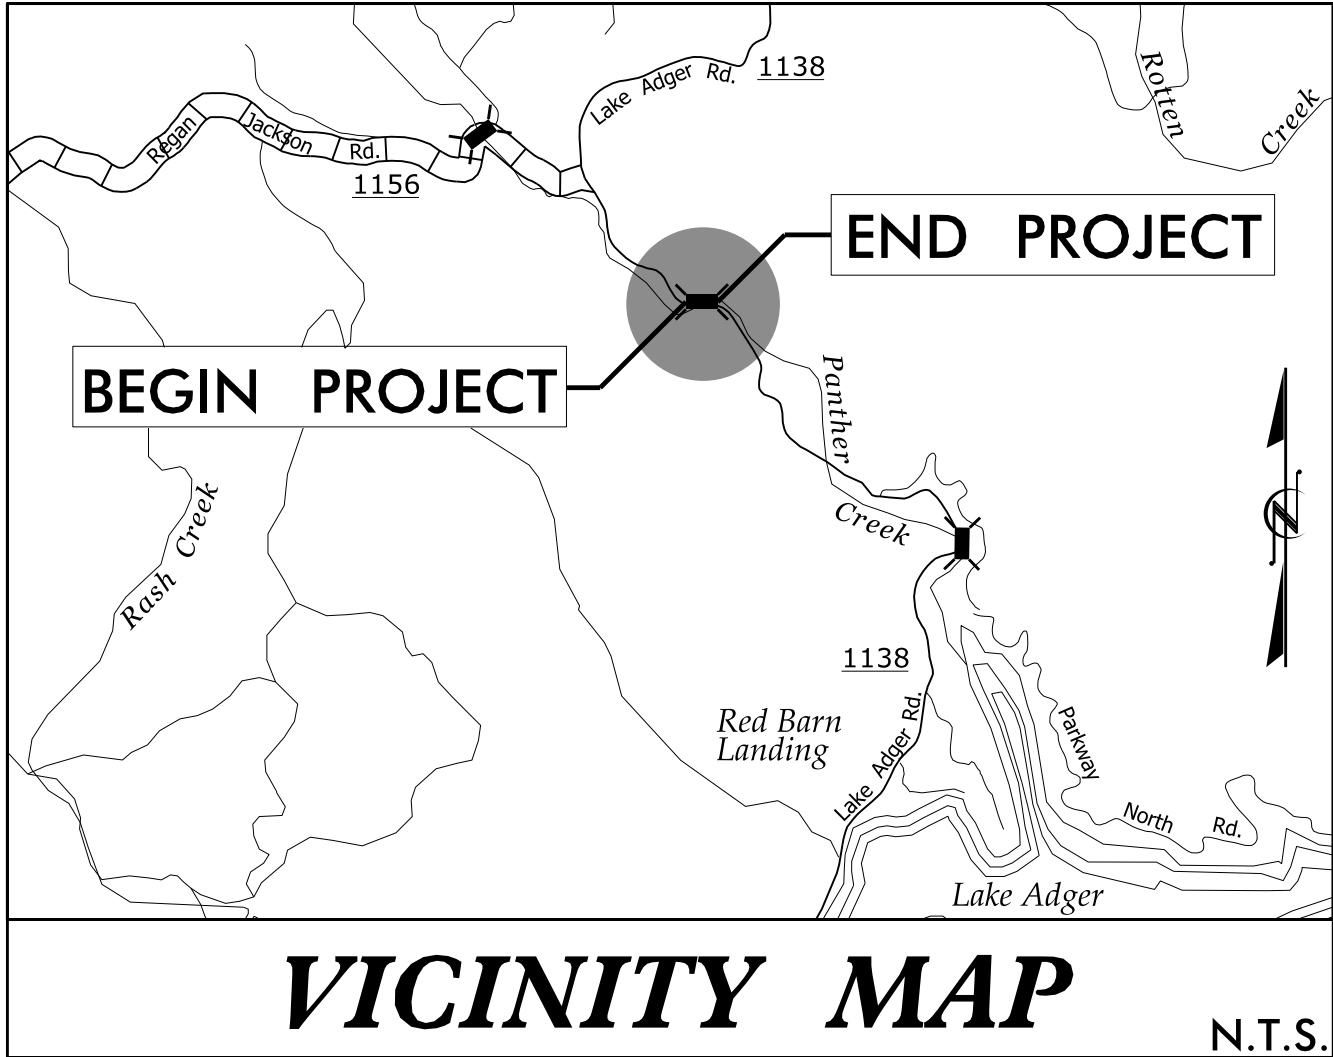 Lake Adger Rd.
1138
Rotten
Creek
Regan
Jackson
Rd.
1156
END PROJECT
BEGIN PROJECT
Panther
Creek
Rash Creek
N
1138
Red Barn
Landing
Lake Adger Rd.
Parkway
North
Rd.
Lake Adger
VICINITY MAP
N.T.S.